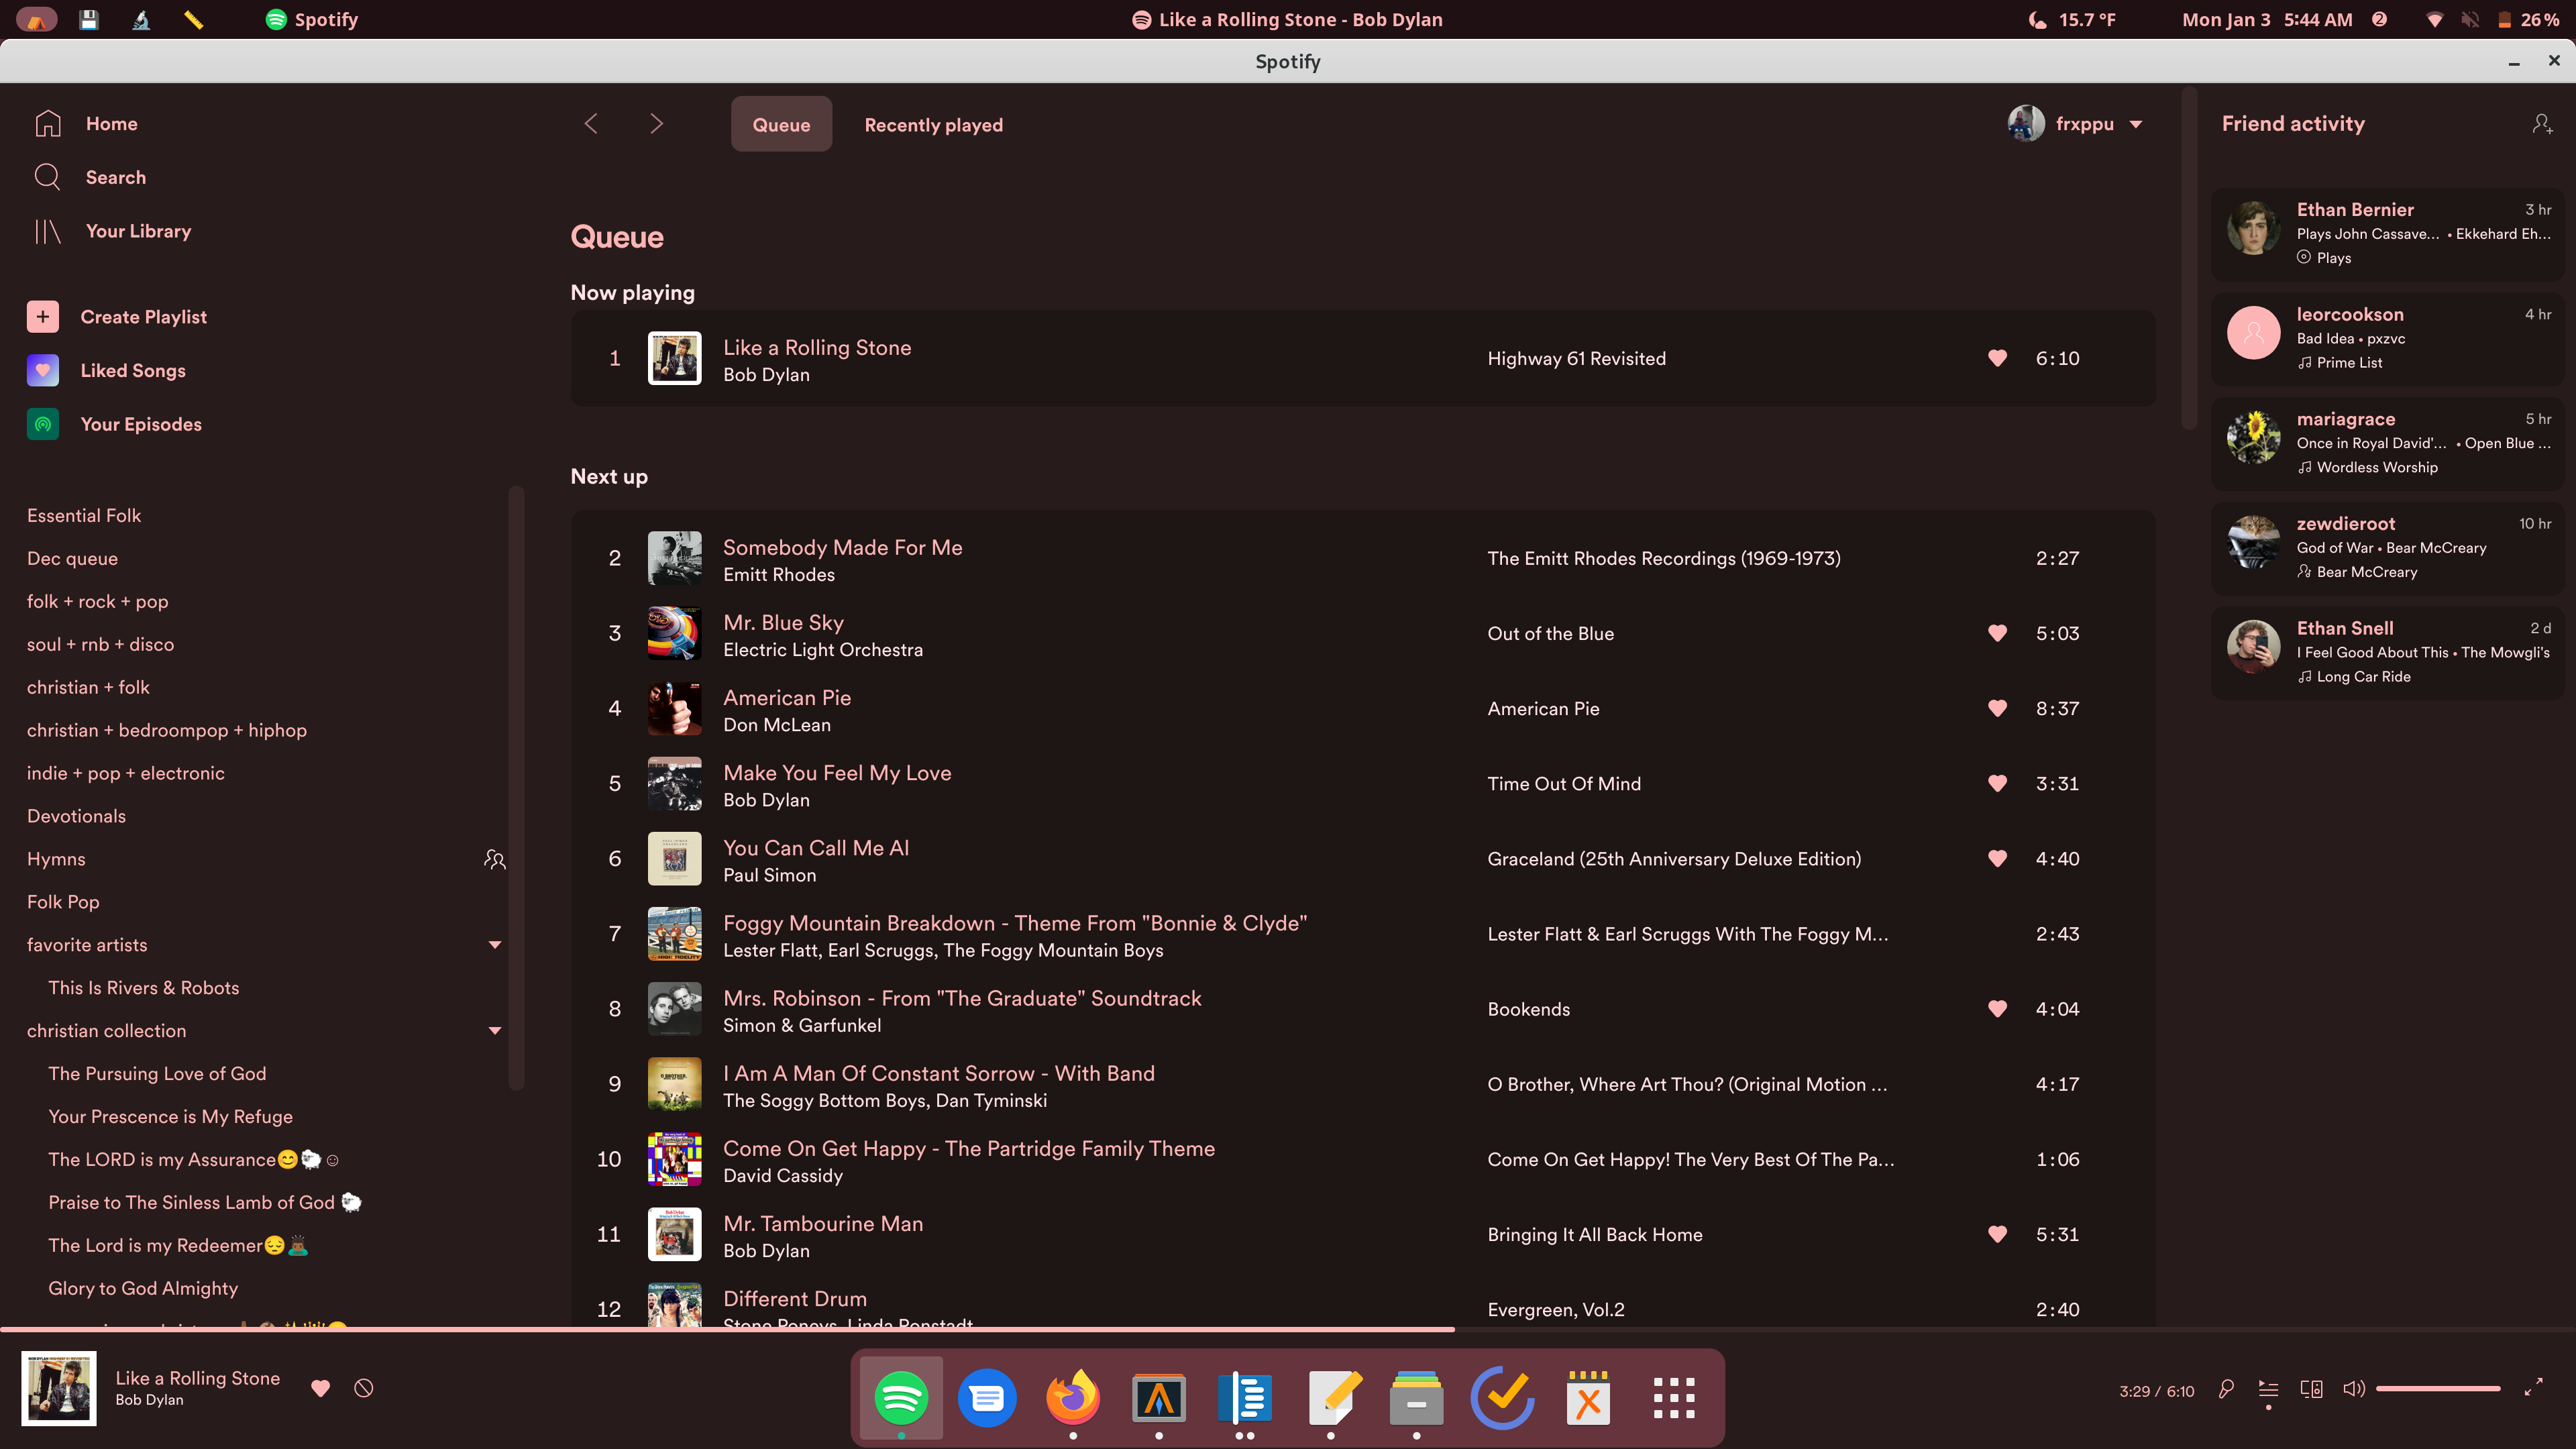 Spotify
Like a Rolling Stone - Bob Dylan
15.7 °F
Mon Jan 3 5:44 AM
2
26%
Spotify
Home
Search
Your Library
Create Playlist
Liked Songs
Your Episodes
Essential Folk
Dec queue
folk + rock + pop
soul + rnb + disco
christian + folk
christian + bedroompop + hiphop
indie + pop + electronic
Devotionals
Hymns
Folk Pop
favorite artists
This Is Rivers & Robots
christian collection
The Pursuing Love of God
Your Prescence is My Refuge
The LORD is my Assurance😊🐑☺
Praise to The Sinless Lamb of God 🐑
The Lord is my Redeemer😔🙇🏾
Glory to God Almighty
Queue
Recently played
frxppu
Queue
Now playing
1
Like a Rolling Stone
Bob Dylan
Highway 61 Revisited
6:10
Next up
2
Somebody Made For Me
Emitt Rhodes
The Emitt Rhodes Recordings (1969-1973)
2:27
3
Mr. Blue Sky
Electric Light Orchestra
Out of the Blue
5:03
4
American Pie
Don McLean
American Pie
8:37
5
Make You Feel My Love
Bob Dylan
Time Out Of Mind
3:31
6
You Can Call Me Al
Paul Simon
Graceland (25th Anniversary Deluxe Edition)
4:40
7
Foggy Mountain Breakdown - Theme From "Bonnie & Clyde"
Lester Flatt, Earl Scruggs, The Foggy Mountain Boys
Lester Flatt & Earl Scruggs With The Foggy M...
2:43
8
Mrs. Robinson - From "The Graduate" Soundtrack
Simon & Garfunkel
Bookends
4:04
9
I Am A Man Of Constant Sorrow - With Band
The Soggy Bottom Boys, Dan Tyminski
O Brother, Where Art Thou? (Original Motion ...
4:17
10
Come On Get Happy - The Partridge Family Theme
David Cassidy
Come On Get Happy! The Very Best Of The Pa...
1:06
11
Mr. Tambourine Man
Bob Dylan
Bringing It All Back Home
5:31
12
Different Drum
Stone Poneys, Linda Ronstadt
Evergreen, Vol.2
2:40
Friend activity
Ethan Bernier
3 hr
Plays John Cassave... • Ekkehard Eh...
Plays
leorcookson
4 hr
Bad Idea • pxzvc
Prime List
mariagrace
5 hr
Once in Royal David'... • Open Blue ...
Wordless Worship
zewdieroot
10 hr
God of War • Bear McCreary
Bear McCreary
Ethan Snell
2 d
I Feel Good About This • The Mowgli's
Long Car Ride
Like a Rolling Stone
Bob Dylan
3:29 / 6:10